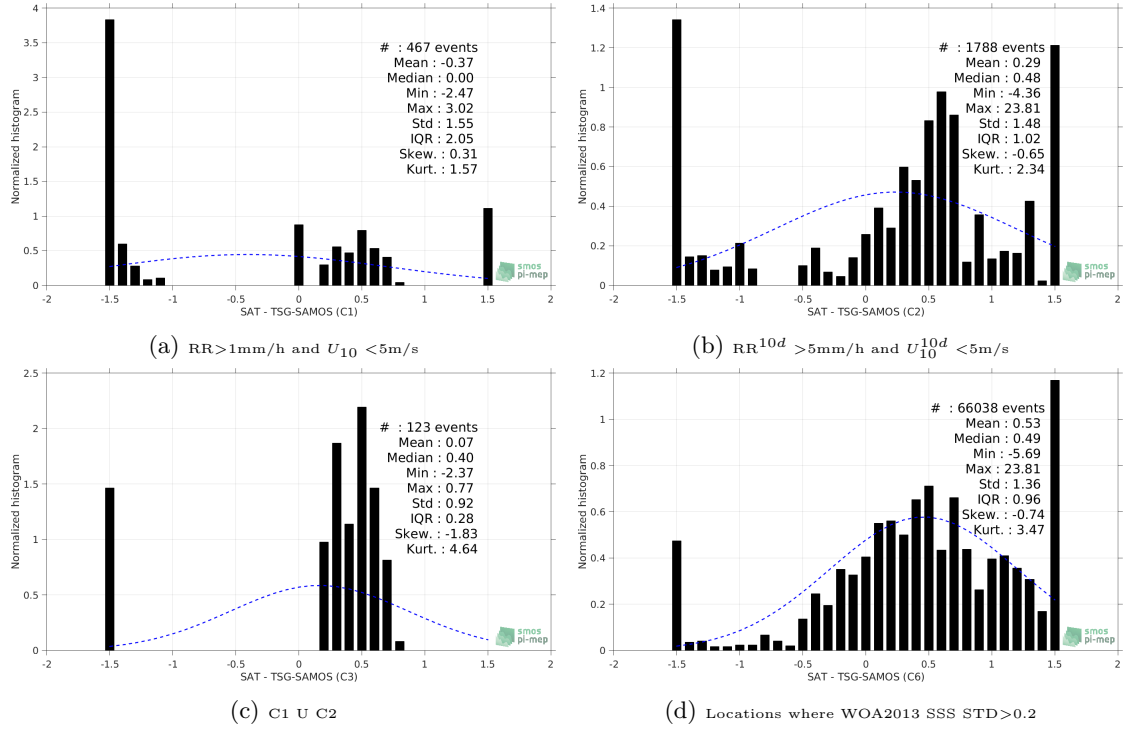 # : 467 events
Mean : -0.37
Median : 0.00
Min : -2.47
Max : 3.02
Std : 1.55
IQR : 2.05
Skew. : 0.31
Kurt. : 1.57
Normalized histogram
4
3.5
3
2.5
2
1.5
1
0.5
0
-2 -1.5 -1 -0.5 0 0.5 1 1.5 2
SAT - TSG-SAMOS (C1)
smos
pi-mep
(a) RR>1mm/h and U10 <5m/s
# : 1788 events
Mean : 0.29
Median : 0.48
Min : -4.36
Max : 23.81
Std : 1.48
IQR : 1.02
Skew. : -0.65
Kurt. : 2.34
Normalized histogram
1.4
1.2
1
0.8
0.6
0.4
0.2
0
-2 -1.5 -1 -0.5 0 0.5 1 1.5 2
SAT - TSG-SAMOS (C2)
smos
pi-mep
(b) RR^10d >5mm/h and U10^10d <5m/s
# : 123 events
Mean : 0.07
Median : 0.40
Min : -2.37
Max : 0.77
Std : 0.92
IQR : 0.28
Skew. : -1.83
Kurt. : 4.64
Normalized histogram
2.5
2
1.5
1
0.5
0
-2 -1.5 -1 -0.5 0 0.5 1 1.5 2
SAT - TSG-SAMOS (C3)
smos
pi-mep
(c) C1 U C2
# : 66038 events
Mean : 0.53
Median : 0.49
Min : -5.69
Max : 23.81
Std : 1.36
IQR : 0.96
Skew. : -0.74
Kurt. : 3.47
Normalized histogram
1.2
1
0.8
0.6
0.4
0.2
0
-2 -1.5 -1 -0.5 0 0.5 1 1.5 2
SAT - TSG-SAMOS (C6)
smos
pi-mep
(d) Locations where WOA2013 SSS STD>0.2